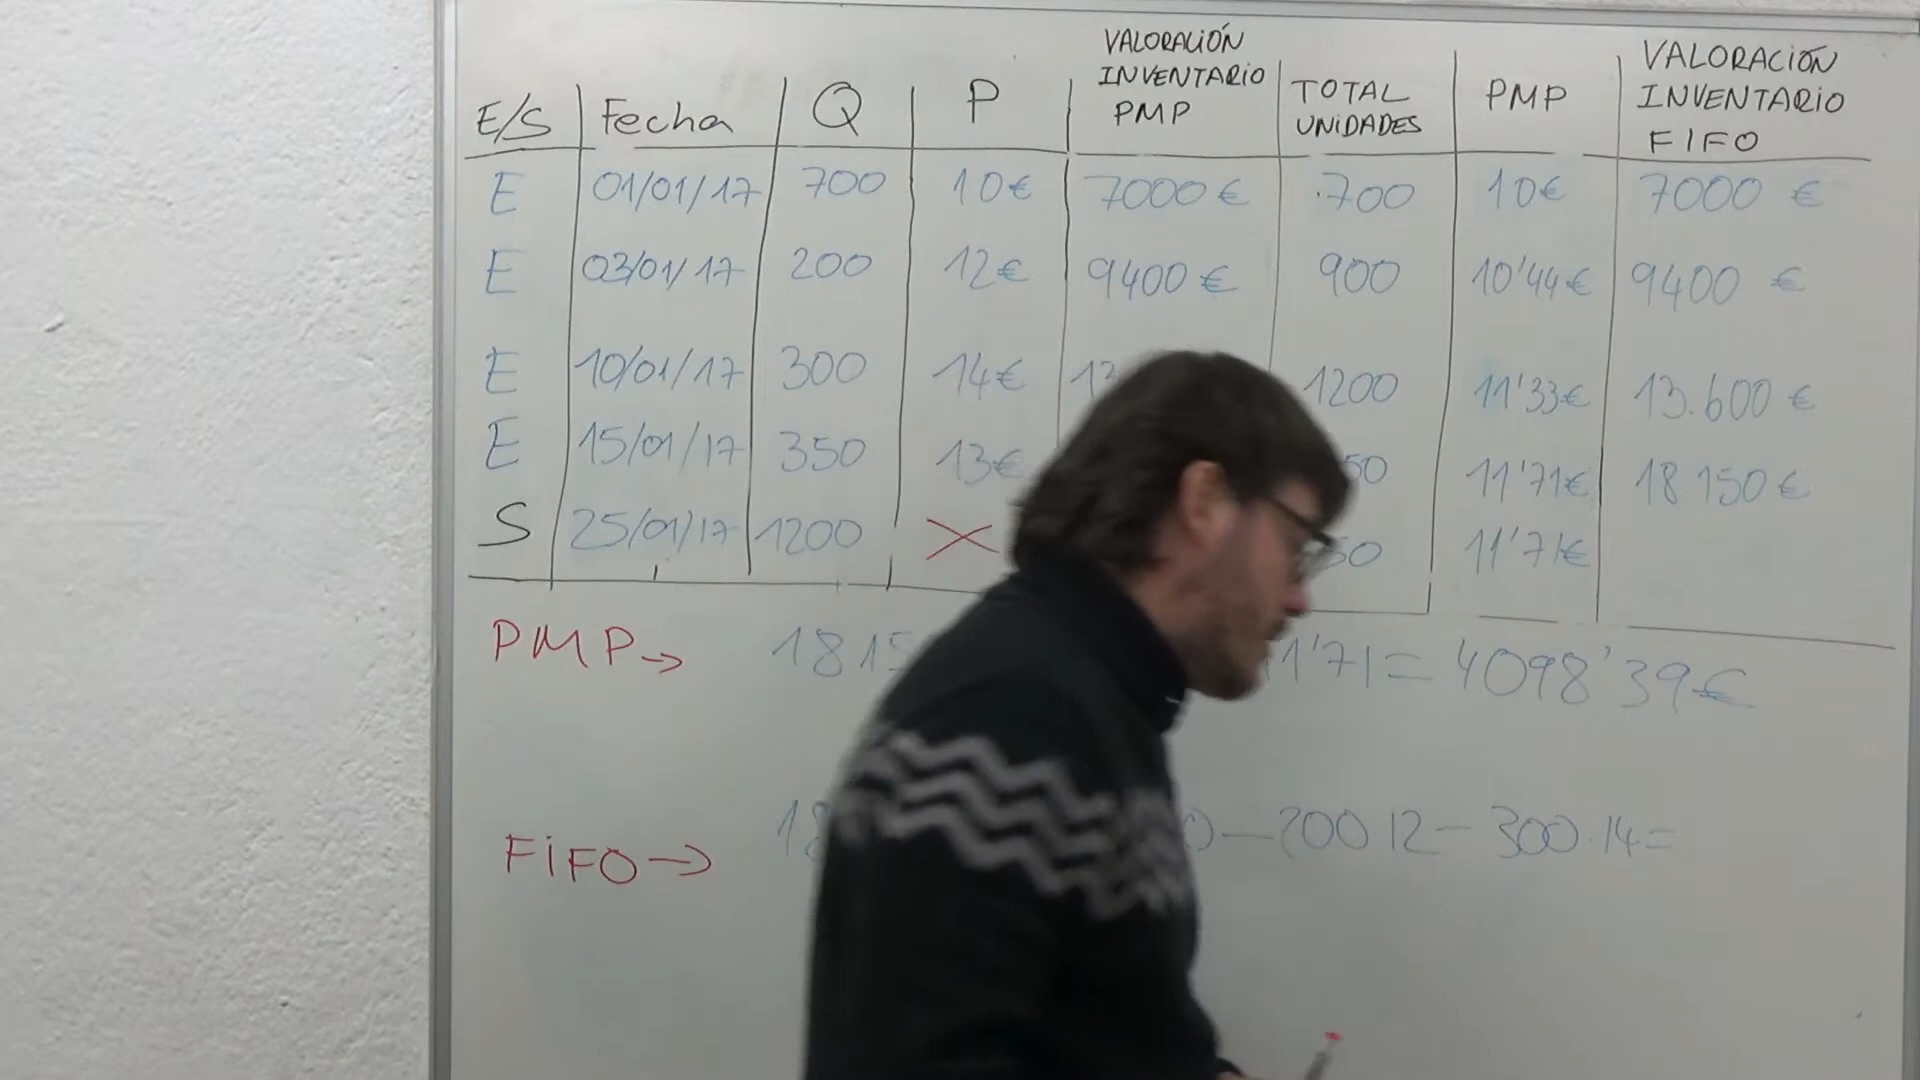 E/S Fecha Q P VALORACIÓN INVENTARIO PMP TOTAL UNIDADES PMP VALORACIÓN INVENTARIO FIFO
E 01/01/17 700 10€ 7000€ 700 10€ 7000 €
E 03/01/17 200 12€ 9400€ 900 10'44€ 9400 €
E 10/01/17 300 14€ 1200 11'33€ 13.600 €
E 15/01/17 350 13€ 11'71€ 18 150 €
S 25/01/17 1200 X 11'71€
PMP→ 1'71= 4098'39€
FIFO→ —200 12— 300.14=